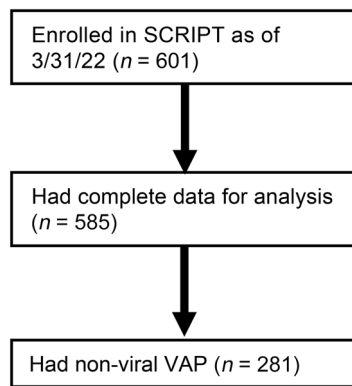 Enrolled in SCRIPT as of
3/31/22 (n = 601)
Had complete data for analysis
(n = 585)
Had non-viral VAP (n = 281)